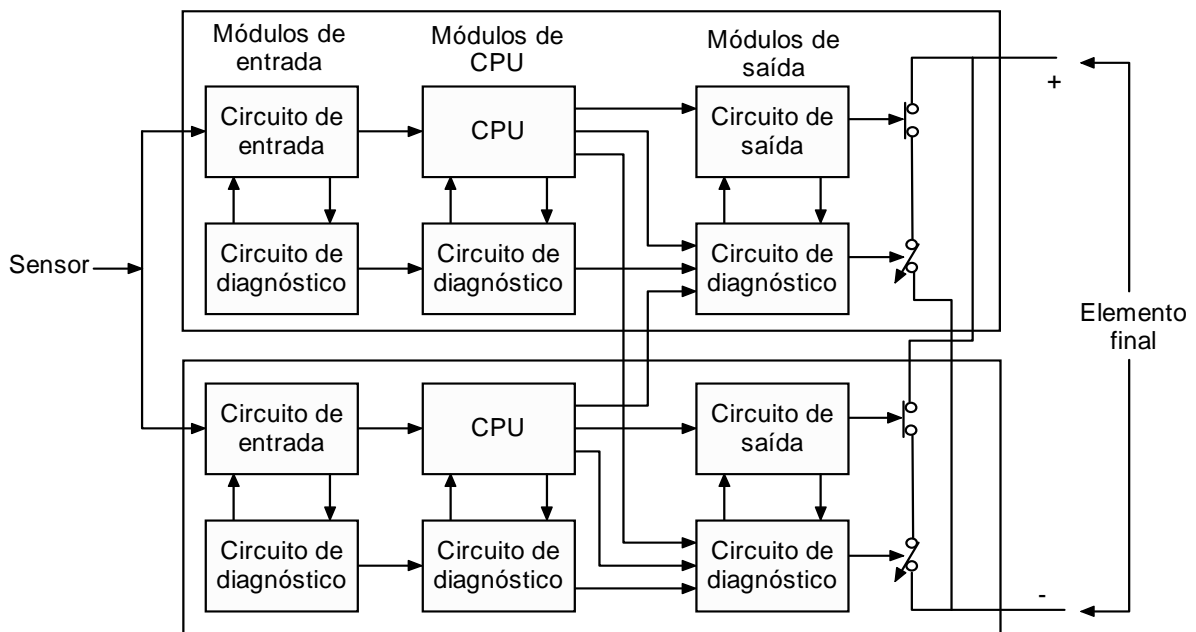 Módulos de
entrada
Módulos de
CPU
Módulos de
saída
Circuito de
entrada
CPU
Circuito de
saída
+
Circuito de
diagnóstico
Circuito de
diagnóstico
Circuito de
diagnóstico
Sensor
Elemento
final
Circuito de
entrada
CPU
Circuito de
saída
Circuito de
diagnóstico
Circuito de
diagnóstico
Circuito de
diagnóstico
-